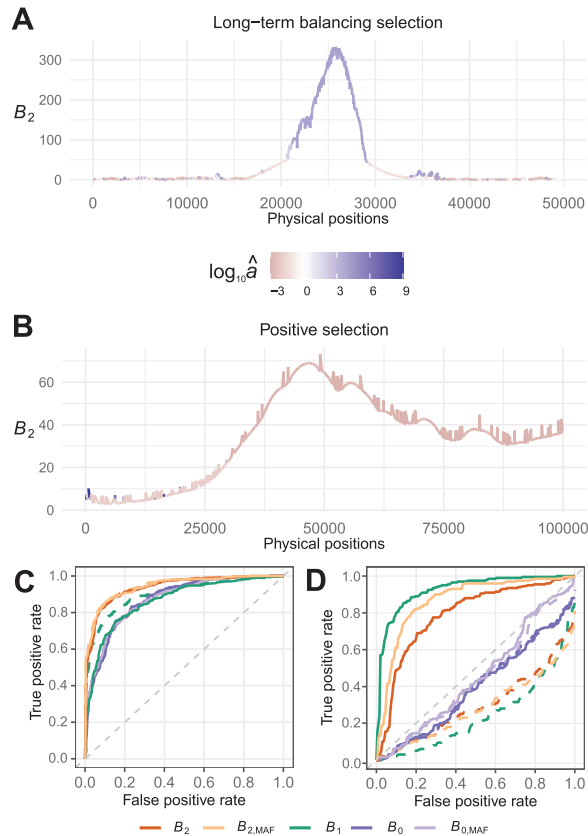 A
Long−term balancing selection
B2
300
200
100
0
0 10000 20000 30000 40000 50000
Physical positions
log10 â
−3 0 3 6 9
B
Positive selection
B2
60
40
20
0
0 25000 50000 75000 100000
Physical positions
C
True positive rate
1.0
0.8
0.6
0.4
0.2
0.0
0.0 0.2 0.4 0.6 0.8 1.0
False positive rate
D
True positive rate
1.0
0.8
0.6
0.4
0.2
0.0
0.0 0.2 0.4 0.6 0.8 1.0
False positive rate
B2 B2,MAF B1 B0 B0,MAF